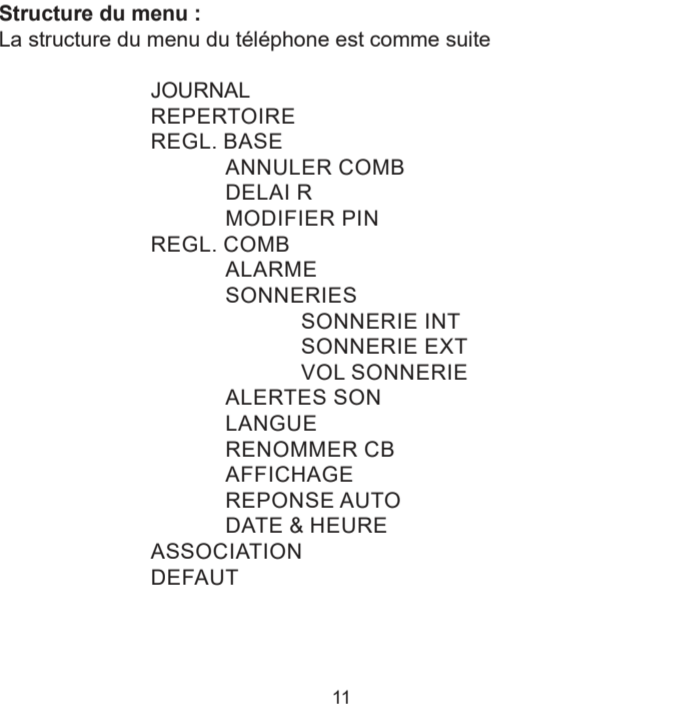 Structure du menu :
La structure du menu du téléphone est comme suite
JOURNAL
REPERTOIRE
REGL. BASE
ANNULER COMB
DELAI R
MODIFIER PIN
REGL. COMB
ALARME
SONNERIES
SONNERIE INT
SONNERIE EXT
VOL SONNERIE
ALERTES SON
LANGUE
RENOMMER CB
AFFICHAGE
REPONSE AUTO
DATE & HEURE
ASSOCIATION
DEFAUT
11